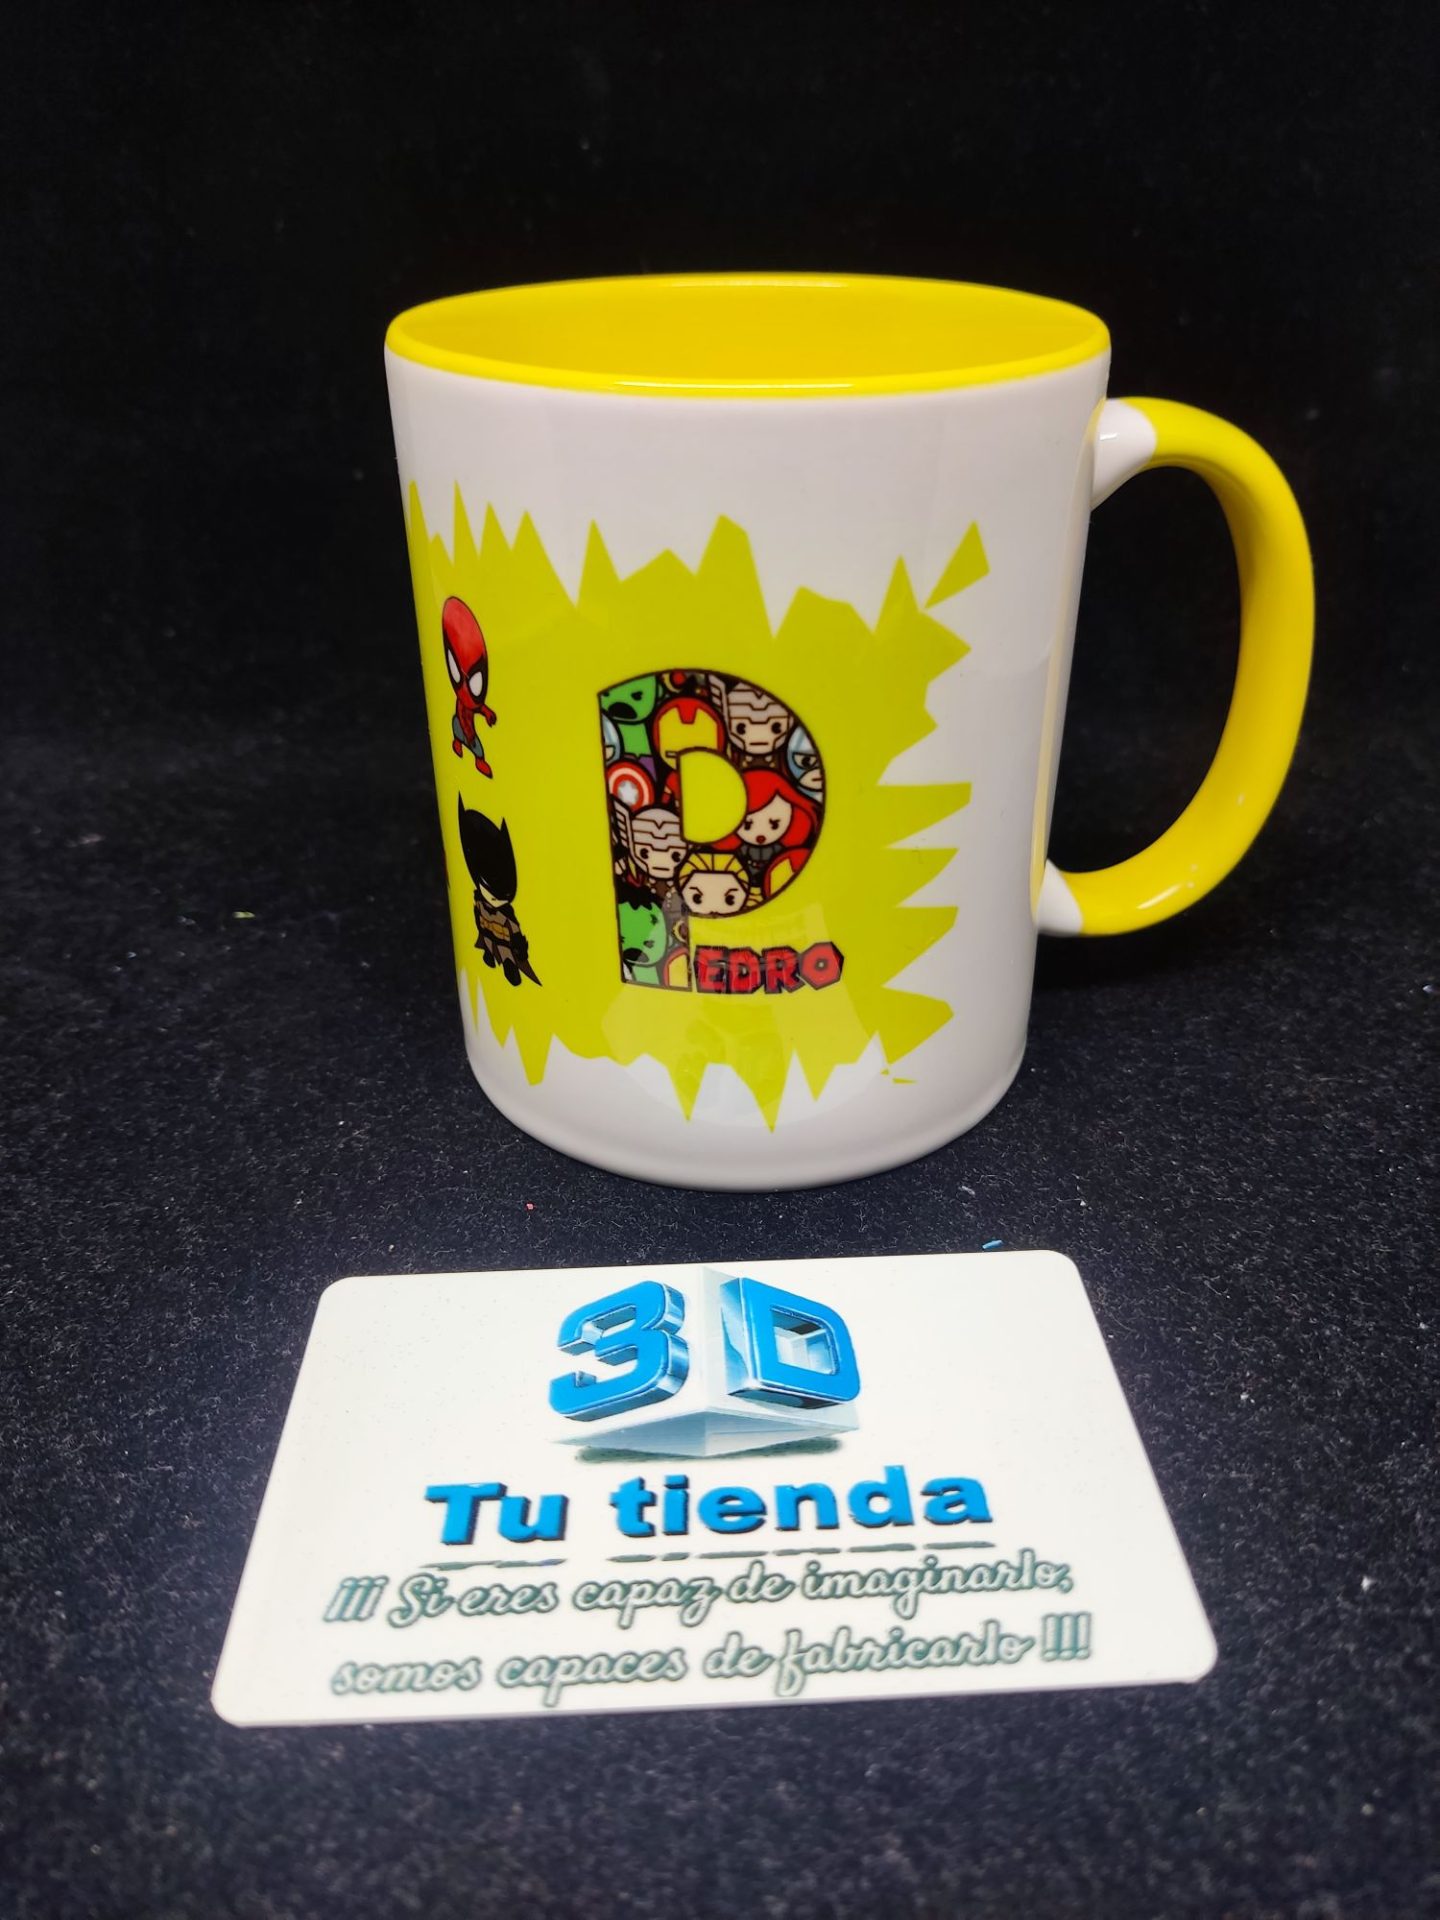 PEDRO
3D
Tu tienda
¡¡¡ Si eres capaz de imaginarlo,
somos capaces de fabricarlo !!!